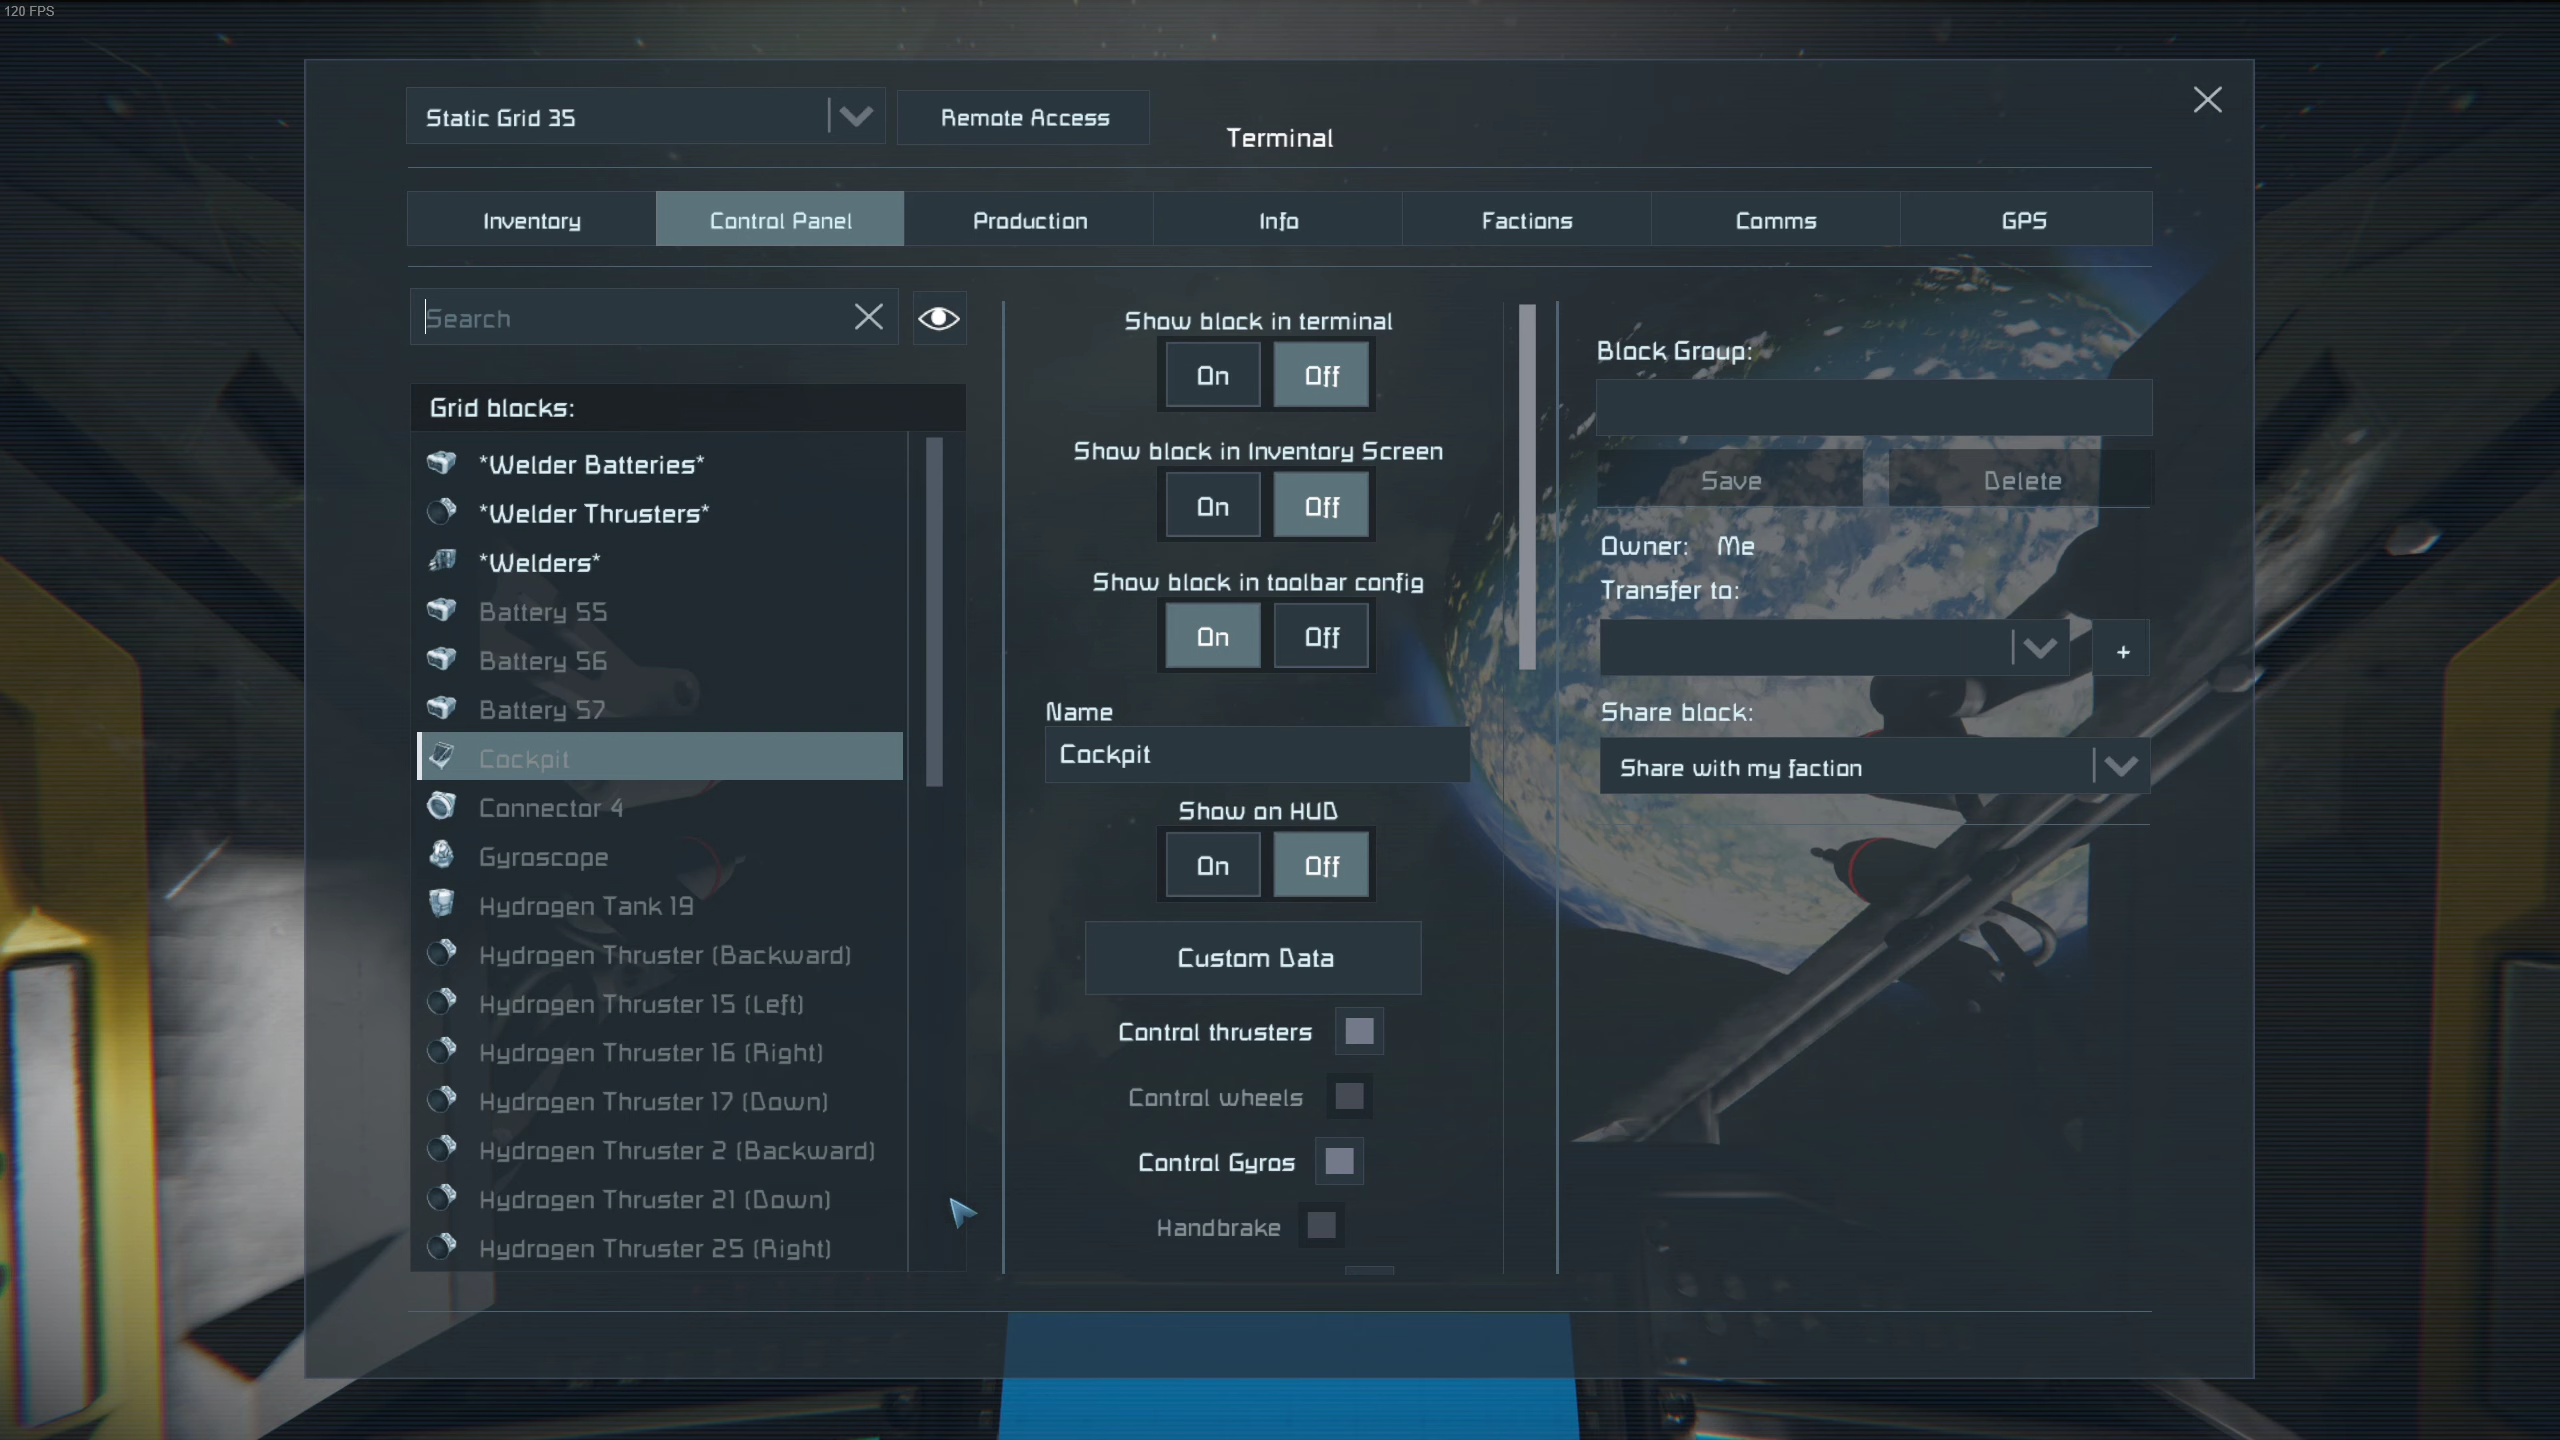 120 FPS
Static Grid 35
Remote Access
Terminal
Inventory
Control Panel
Production
Info
Factions
Comms
GPS
Search
Grid blocks:
*Welder Batteries*
*Welder Thrusters*
*Welders*
Battery 55
Battery 56
Battery 57
Cockpit
Connector 4
Gyroscope
Hydrogen Tank 19
Hydrogen Thruster (Backward)
Hydrogen Thruster 15 (Left)
Hydrogen Thruster 16 (Right)
Hydrogen Thruster 17 (Down)
Hydrogen Thruster 2 (Backward)
Hydrogen Thruster 21 (Down)
Hydrogen Thruster 25 (Right)
Show block in terminal
On Off
Show block in Inventory Screen
On Off
Show block in toolbar config
On Off
Name
Cockpit
Show on HUD
On Off
Custom Data
Control thrusters
Control wheels
Control Gyros
Handbrake
Block Group:
Save Delete
Owner: Me
Transfer to:
+
Share block:
Share with my faction